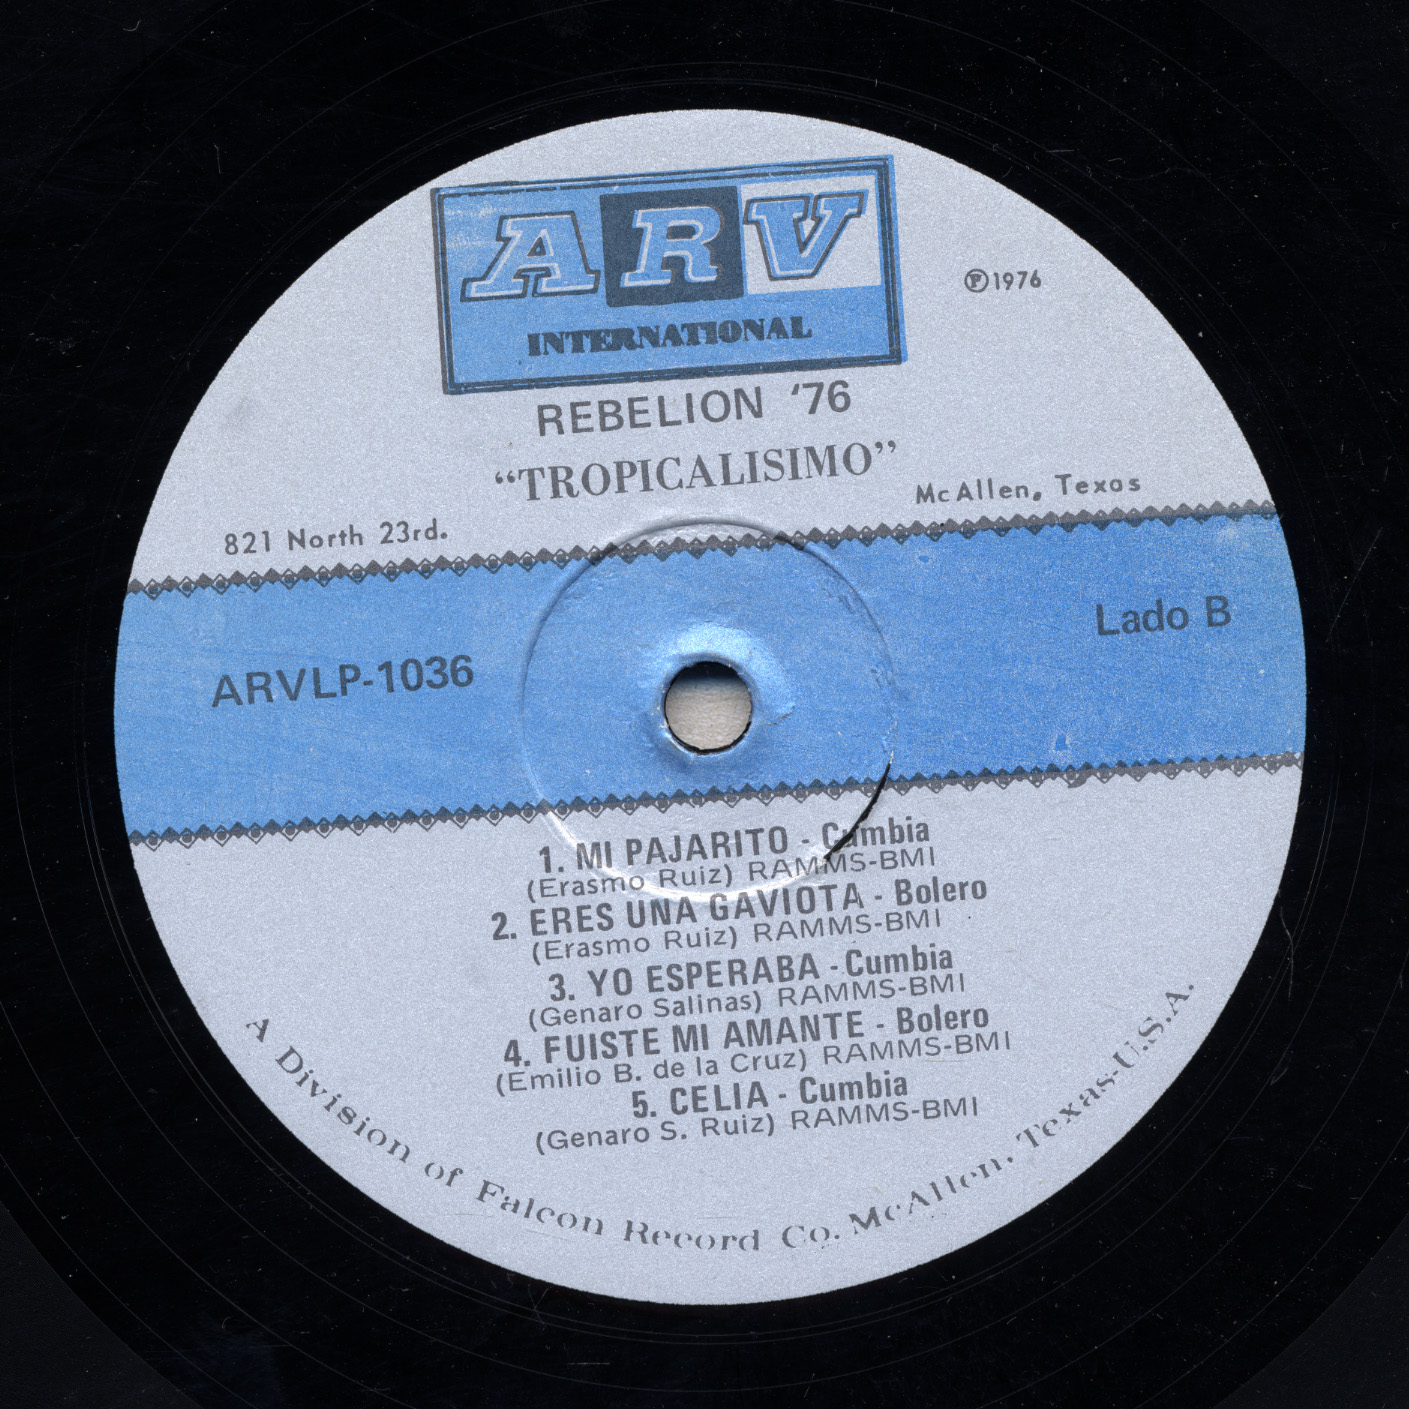 ARV
INTERNATIONAL
℗1976
REBELION '76
"TROPICALISIMO"
821 North 23rd.
McAllen, Texas
ARVLP-1036
Lado B
1. MI PAJARITO - Cumbia
(Erasmo Ruiz) RAMMS-BMI
2. ERES UNA GAVIOTA - Bolero
(Erasmo Ruiz) RAMMS-BMI
3. YO ESPERABA - Cumbia
(Genaro Salinas) RAMMS-BMI
4. FUISTE MI AMANTE - Bolero
(Emilio B. de la Cruz) RAMMS-BMI
5. CELIA - Cumbia
(Genaro S. Ruiz) RAMMS-BMI
A Division of Falcon Record Co. McAllen, Texas-U.S.A.